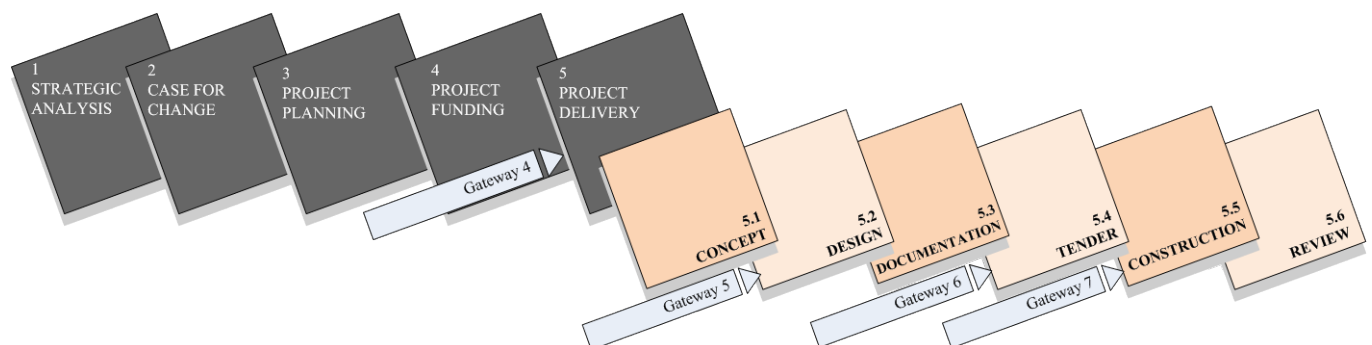 1
STRATEGIC
ANALYSIS
2
CASE FOR
CHANGE
3
PROJECT
PLANNING
4
PROJECT
FUNDING
5
PROJECT
DELIVERY
Gateway 4
5.1
CONCEPT
5.2
DESIGN
5.3
DOCUMENTATION
5.4
TENDER
5.5
CONSTRUCTION
5.6
REVIEW
Gateway 5
Gateway 6
Gateway 7